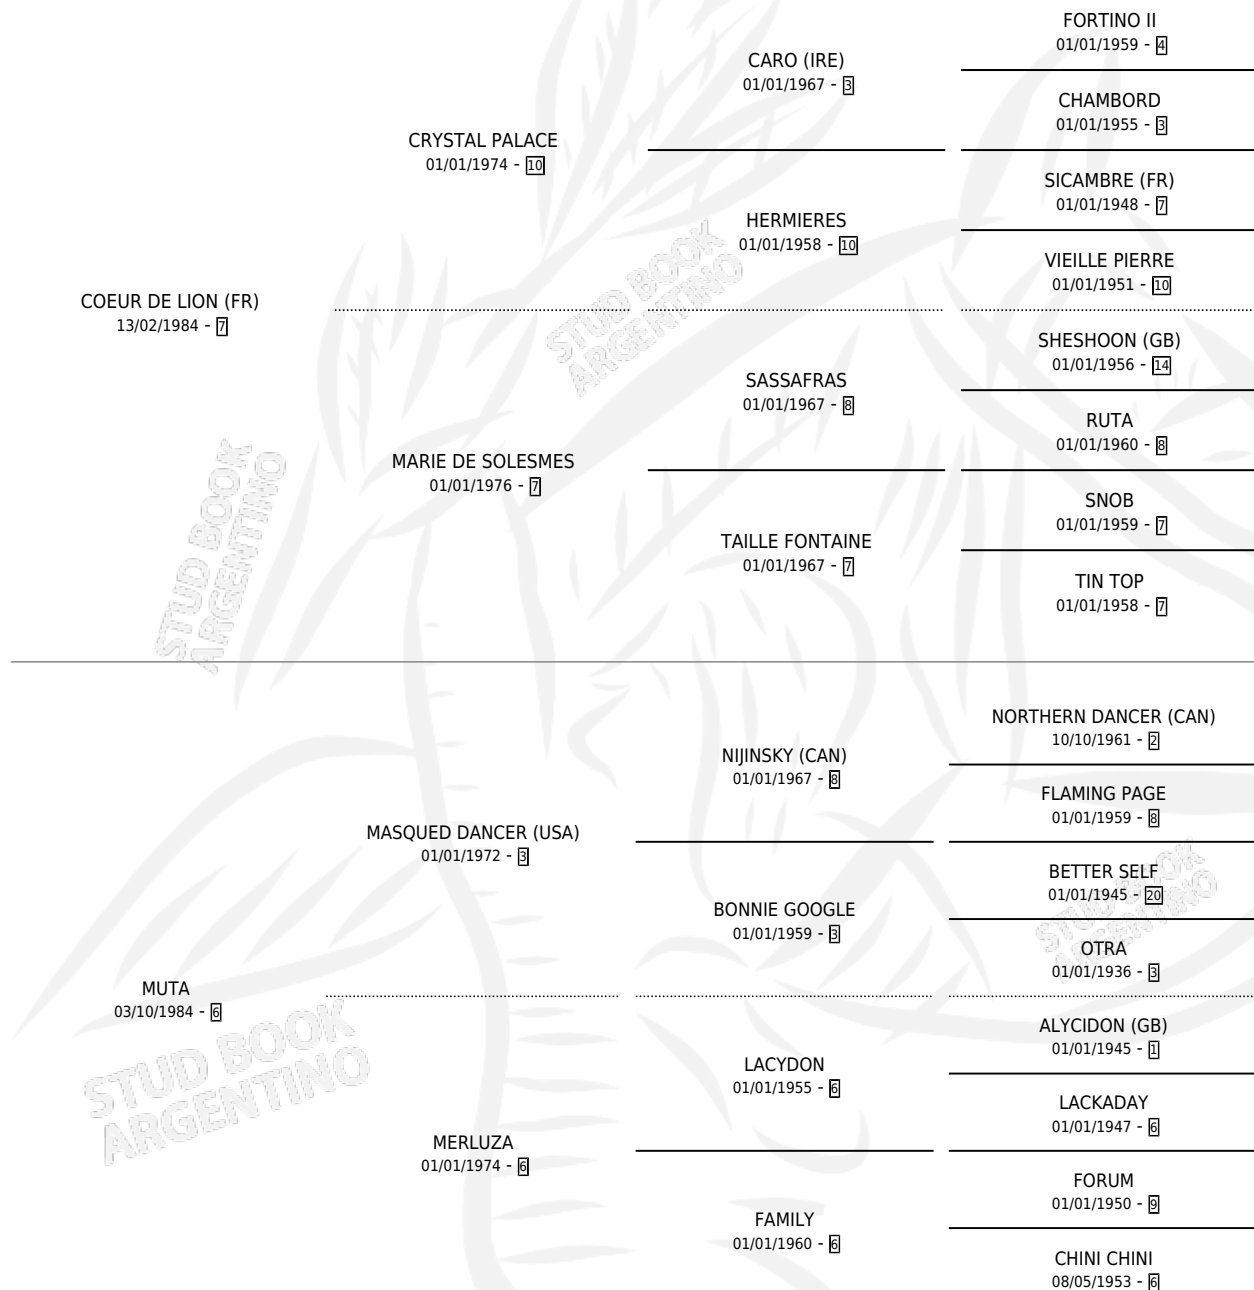 FORTINO II
01/01/1959 - 4
CARO (IRE)
01/01/1967 - 3
CHAMBORD
01/01/1955 - 3
CRYSTAL PALACE
01/01/1974 - 10
SICAMBRE (FR)
01/01/1948 - 7
HERMIERES
01/01/1958 - 10
VIEILLE PIERRE
01/01/1951 - 10
COEUR DE LION (FR)
13/02/1984 - 7
STUD BOOK
ARGENTINO
SHESHOON (GB)
01/01/1956 - 14
SASSAFRAS
01/01/1967 - 8
RUTA
01/01/1960 - 8
MARIE DE SOLESMES
01/01/1976 - 7
SNOB
01/01/1959 - 7
TAILLE FONTAINE
01/01/1967 - 7
TIN TOP
01/01/1958 - 7
STUD BOOK
ARGENTINO
NORTHERN DANCER (CAN)
10/10/1961 - 2
NIJINSKY (CAN)
01/01/1967 - 8
FLAMING PAGE
01/01/1959 - 8
MASQUED DANCER (USA)
01/01/1972 - 3
BETTER SELF
01/01/1945 - 20
BONNIE GOOGLE
01/01/1959 - 3
OTRA
01/01/1936 - 3
STUD BOOK
ARGENTINO
MUTA
03/10/1984 - 6
ALYCIDON (GB)
01/01/1945 - 1
LACYDON
01/01/1955 - 6
LACKADAY
01/01/1947 - 6
STUD BOOK
ARGENTINO
MERLUZA
01/01/1974 - 6
FORUM
01/01/1950 - 9
FAMILY
01/01/1960 - 6
CHINI CHINI
08/05/1953 - 6